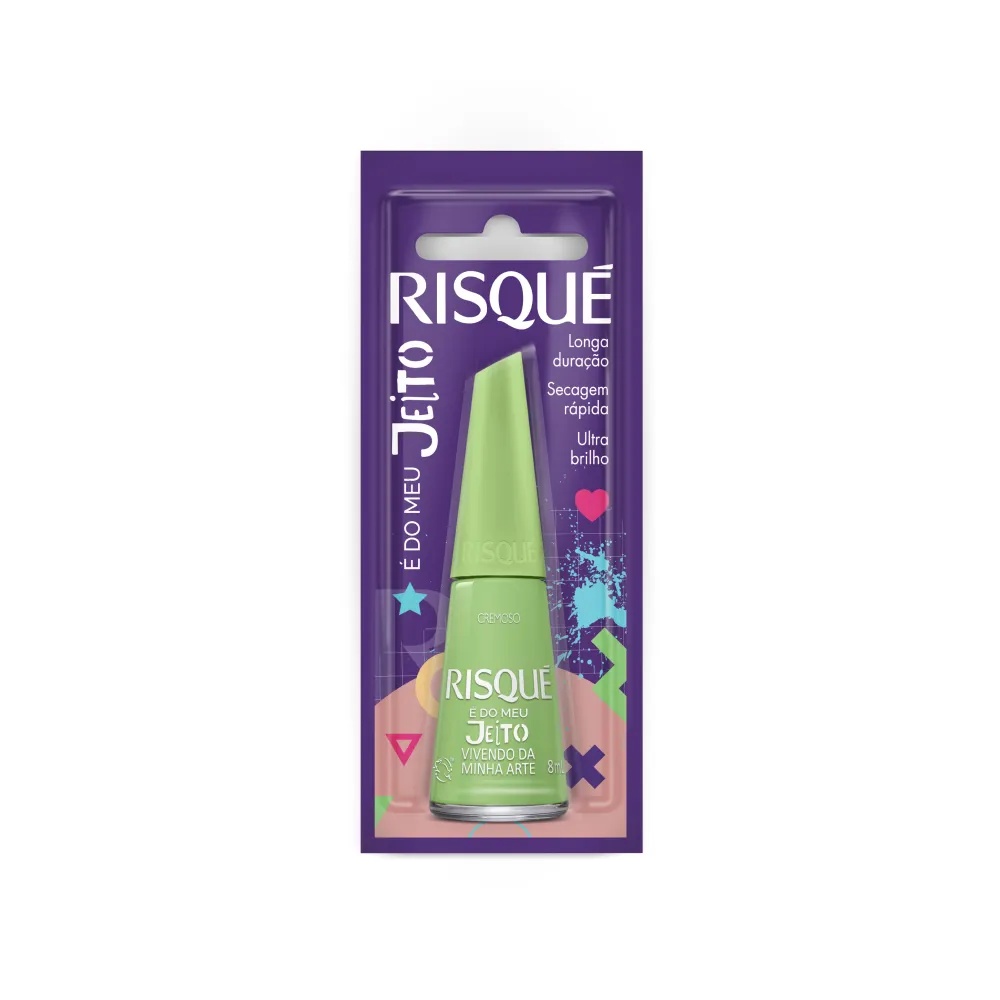 RISQUÉ
Longa
duração
Secagem
rápida
Ultra
brilho
É DO MEU JEITO
RISQUÉ
CREMOSO
RISQUÉ
É DO MEU
JEITO
VIVENDO DA
MINHA ARTE
8mL